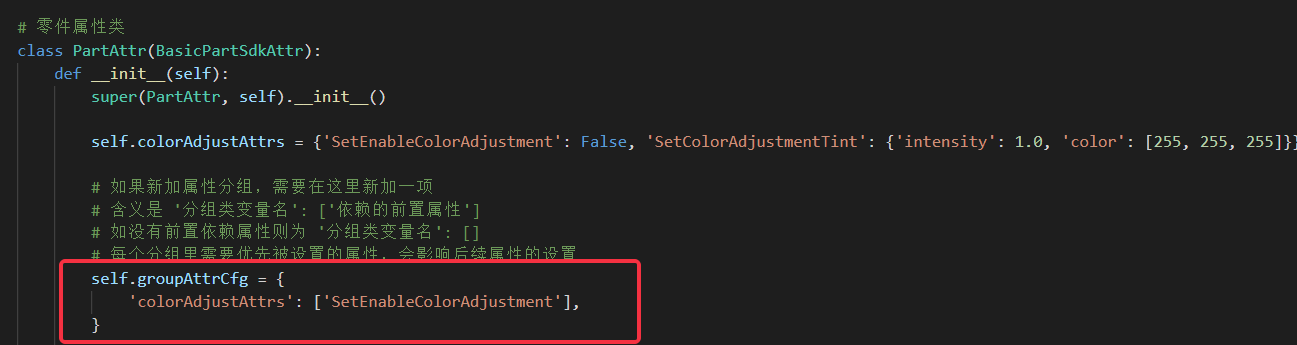 # 零件属性类
class PartAttr(BasicPartSdkAttr):
    def __init__(self):
        super(PartAttr, self).__init__()
        self.colorAdjustAttrs = {'SetEnableColorAdjustment': False, 'SetColorAdjustmentTint': {'intensity': 1.0, 'color': [255, 255, 255]}}
        # 如果新加属性分组，需要在这里新加一项
        # 含义是 '分组类变量名': ['依赖的前置属性']
        # 如没有前置依赖属性则为 '分组类变量名': []
        # 每个分组里需要优先被设置的属性，会影响后续属性的设置
        self.groupAttrCfg = {
            'colorAdjustAttrs': ['SetEnableColorAdjustment'],
        }